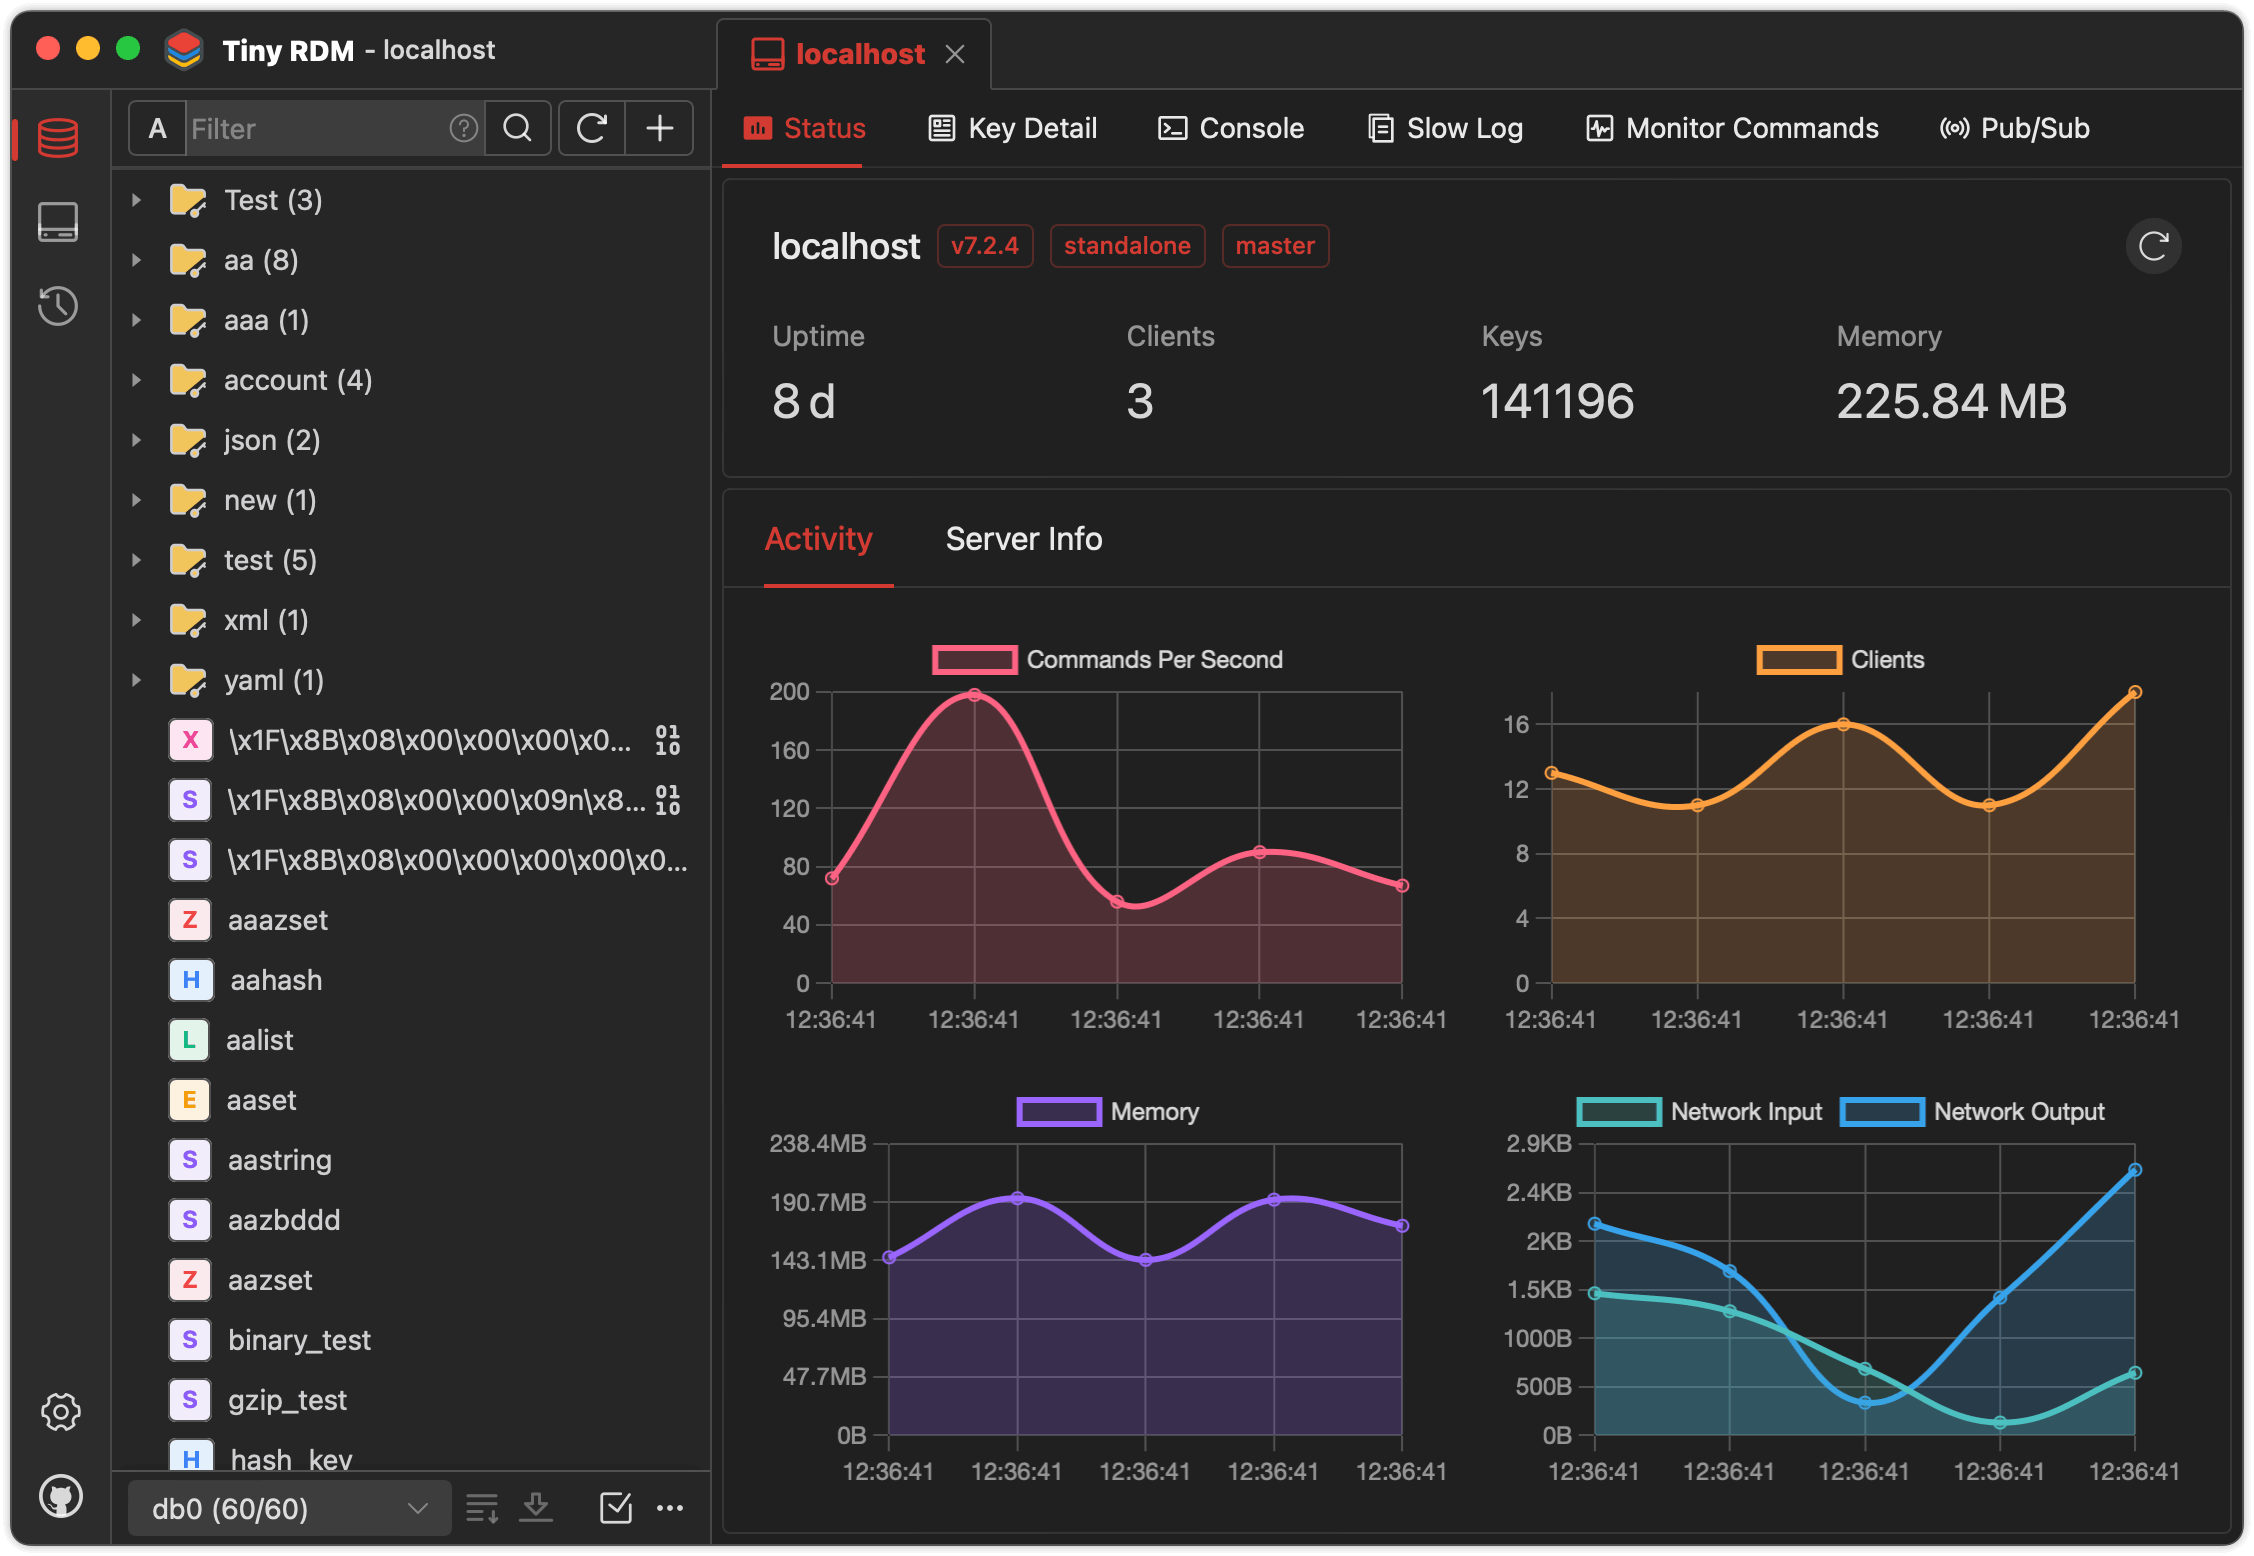 Tiny RDM - localhost
localhost
A Filter
Status Key Detail Console Slow Log Monitor Commands Pub/Sub
Test (3)
aa (8)
aaa (1)
account (4)
json (2)
new (1)
test (5)
xml (1)
yaml (1)
X \x1F\x8B\x08\x00\x00\x00\x0... 01 10
S \x1F\x8B\x08\x00\x00\x09n\x8... 01 10
S \x1F\x8B\x08\x00\x00\x00\x00\x0...
Z aaazset
H aahash
L aalist
E aaset
S aastring
S aazbddd
Z aazset
S binary_test
S gzip_test
H hash_key
db0 (60/60)
localhost v7.2.4 standalone master
Uptime Clients Keys Memory
8 d 3 141196 225.84 MB
Activity Server Info
Commands Per Second
200
160
120
80
40
0
12:36:41 12:36:41 12:36:41 12:36:41 12:36:41
Clients
16
12
8
4
0
12:36:41 12:36:41 12:36:41 12:36:41 12:36:41
Memory
238.4MB
190.7MB
143.1MB
95.4MB
47.7MB
0B
12:36:41 12:36:41 12:36:41 12:36:41 12:36:41
Network Input Network Output
2.9KB
2.4KB
2KB
1.5KB
1000B
500B
0B
12:36:41 12:36:41 12:36:41 12:36:41 12:36:41